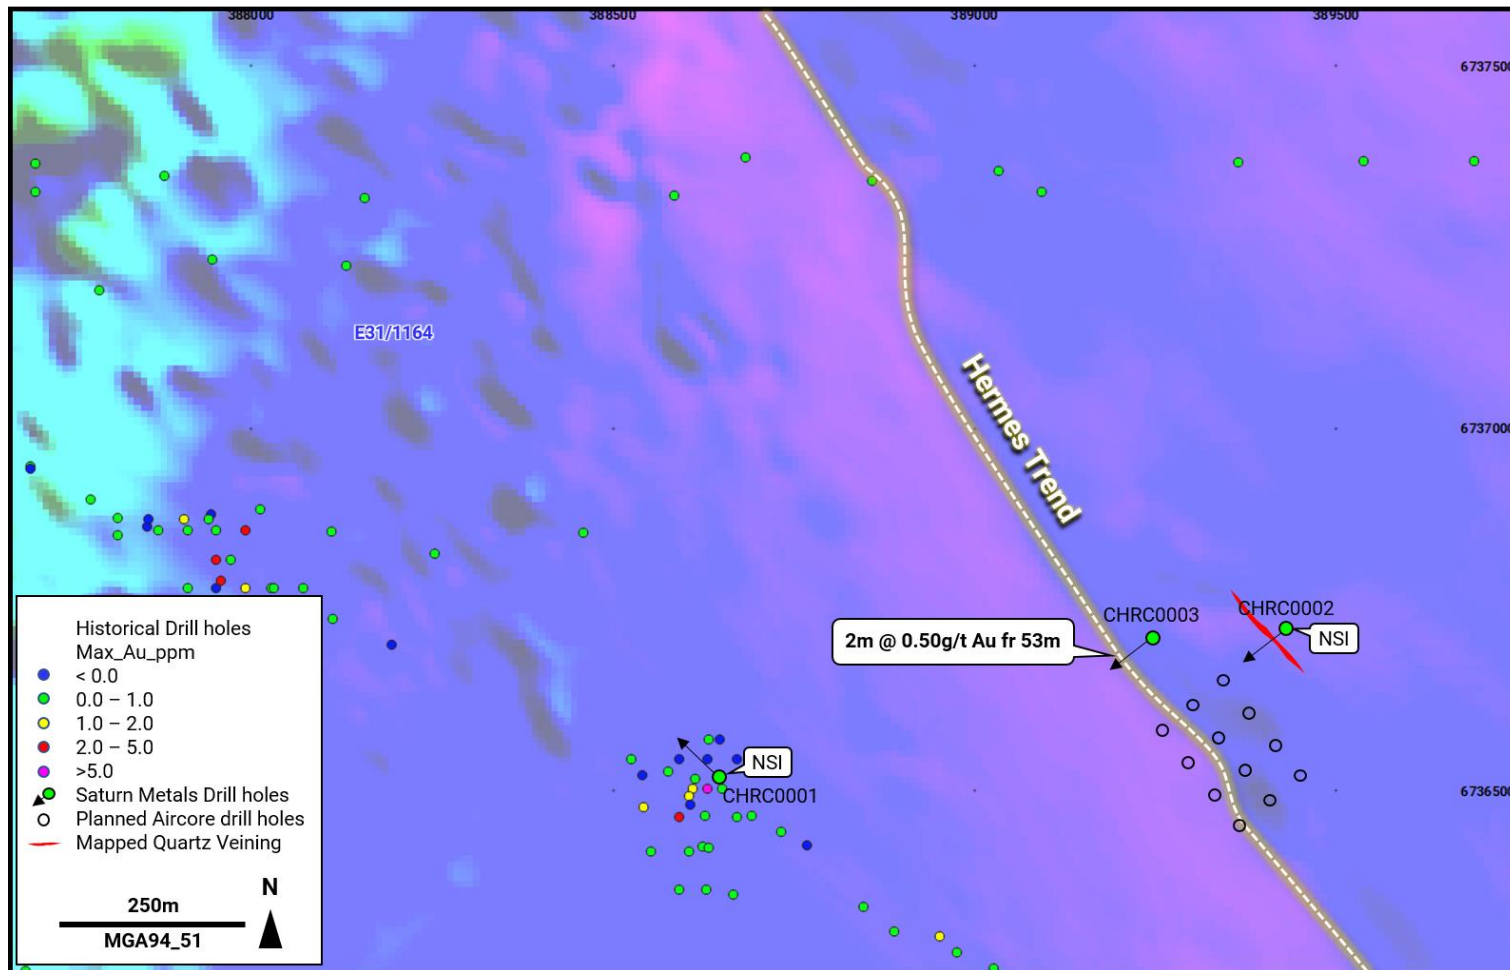 388000
388500
389000
389500
6737500
E31/1164
Hermes Trend
6737000
CHRC0003
CHRC0002
NSI
2m @ 0.50g/t Au fr 53m
NSI
CHRC0001
6736500
Historical Drill holes
Max_Au_ppm
< 0.0
0.0 – 1.0
1.0 – 2.0
2.0 – 5.0
>5.0
Saturn Metals Drill holes
Planned Aircore drill holes
Mapped Quartz Veining
250m
MGA94_51
N